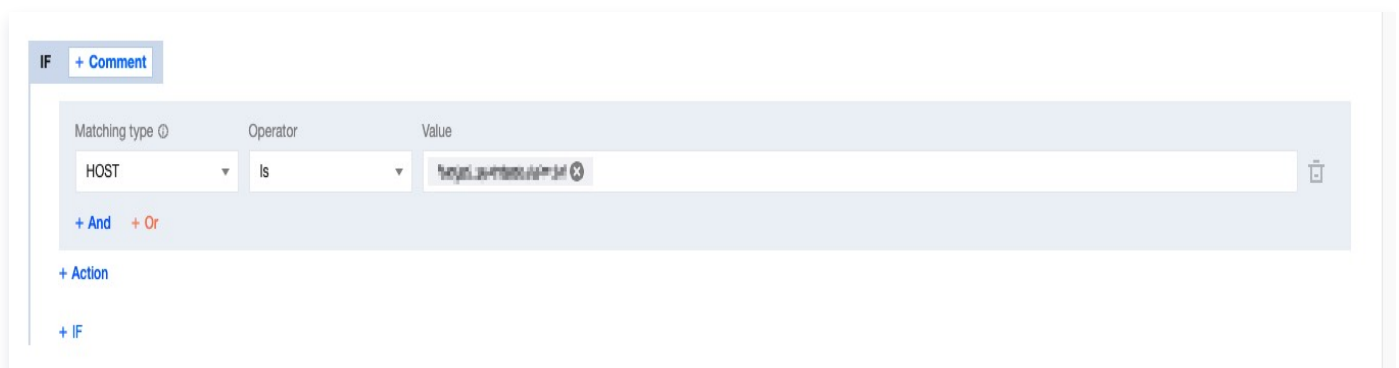 IF + Comment
Matching type Operator Value
HOST Is
+ And + Or
+ Action
+ IF